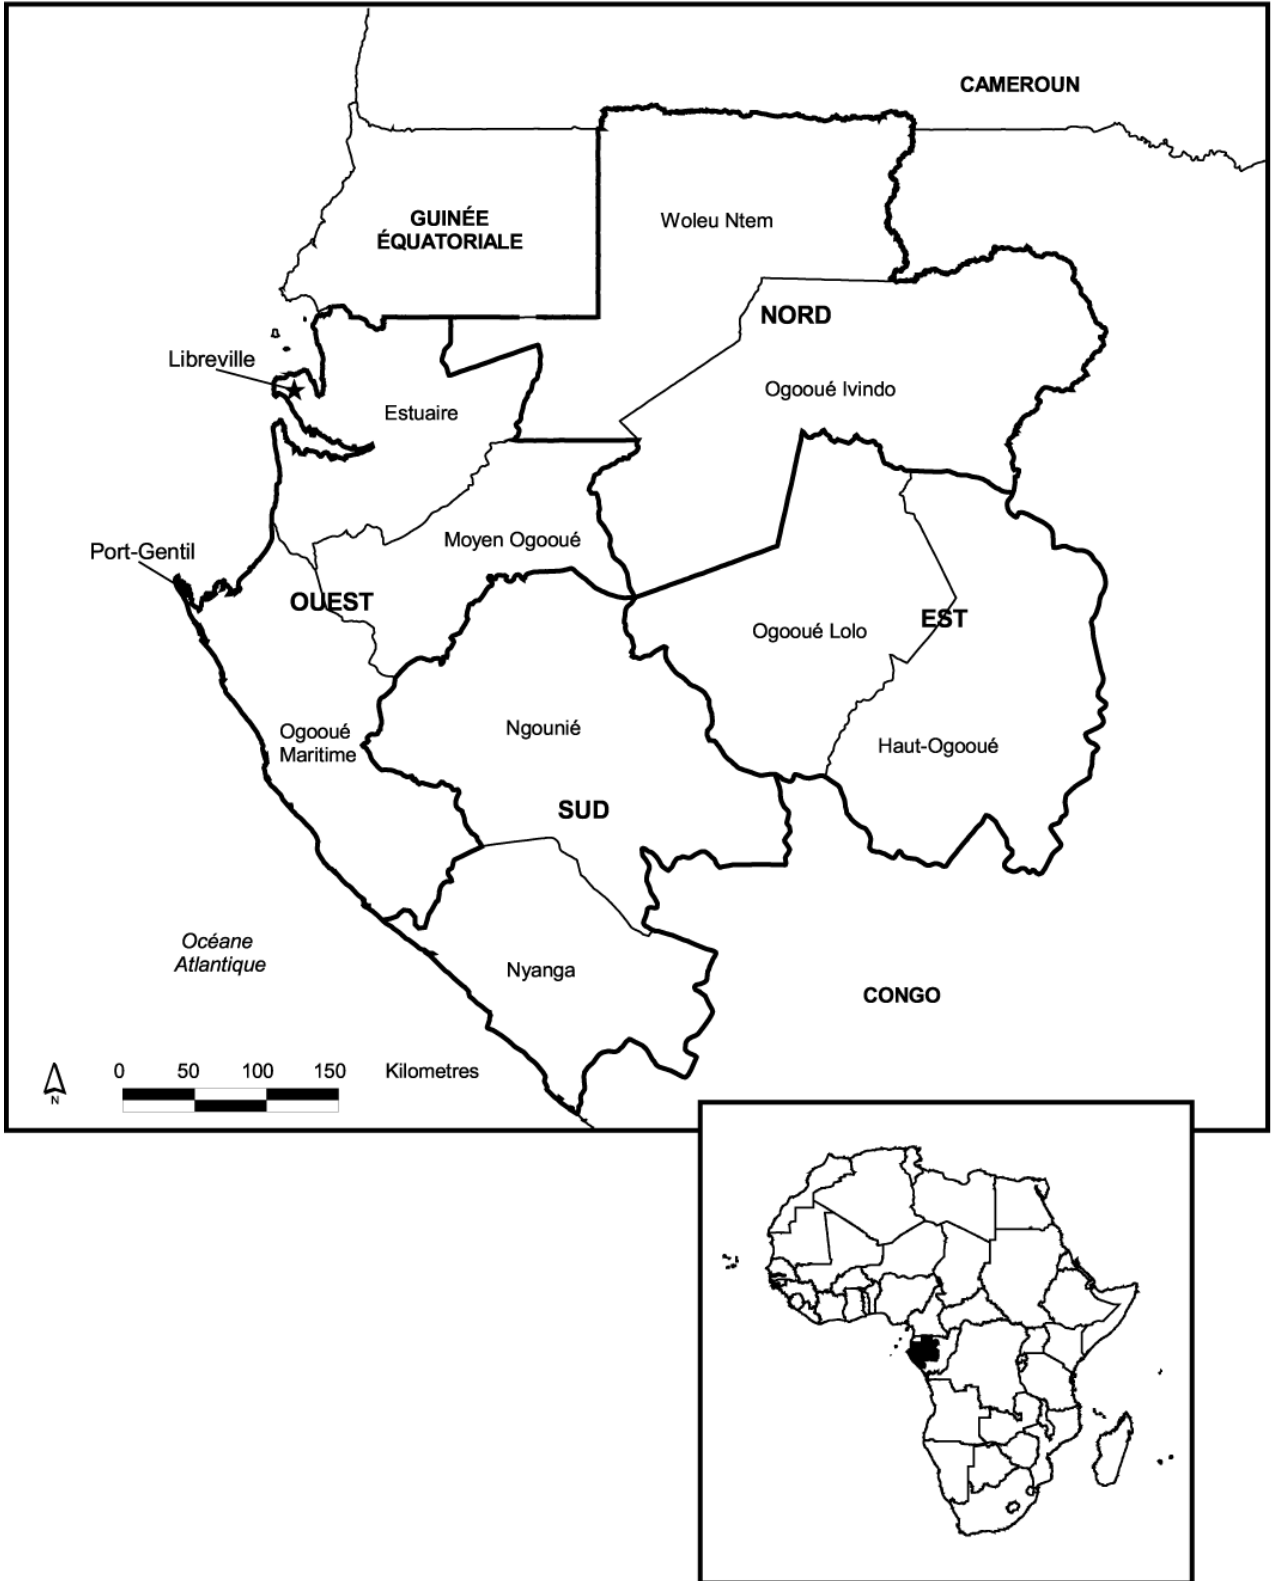 CAMEROUN
GUINÉE
ÉQUATORIALE
Woleu Ntem
NORD
Libreville
Ogooué Ivindo
Estuaire
Moyen Ogooué
Port-Gentil
OUEST
EST
Ogooué Lolo
Ngounié
Ogooué
Maritime
Haut-Ogooué
SUD
Océane
Atlantique
Nyanga
CONGO
0 50 100 150 Kilometres
N